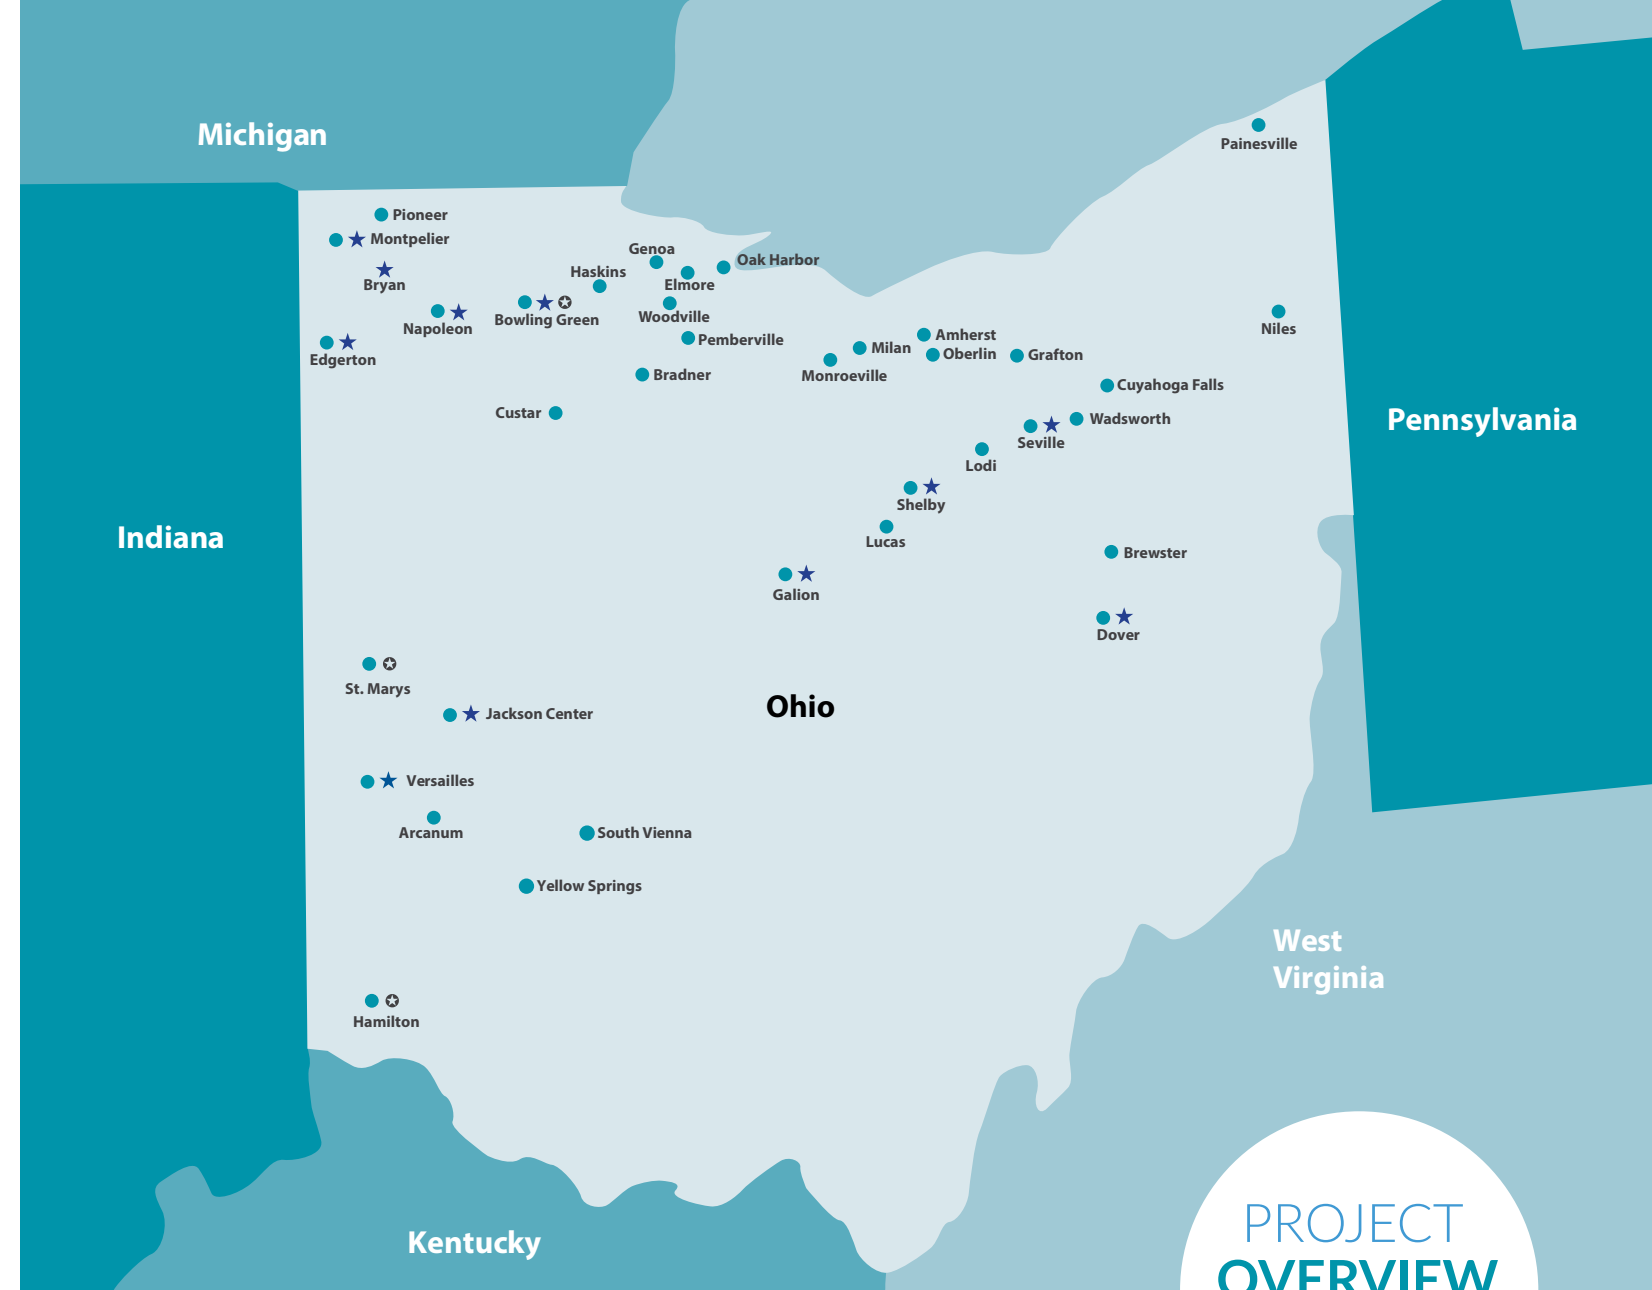 Michigan
Painesville
Pioneer
Montpelier
Bryan
Genoa
Oak Harbor
Haskins
Elmore
Napoleon
Bowling Green
Woodville
Niles
Edgerton
Pemberville
Milan
Amherst
Oberlin
Grafton
Monroeville
Bradner
Cuyahoga Falls
Custar
Wadsworth
Pennsylvania
Seville
Lodi
Shelby
Indiana
Lucas
Brewster
Galion
Dover
St. Marys
Ohio
Jackson Center
Versailles
Arcanum
South Vienna
Yellow Springs
West
Virginia
Hamilton
Kentucky
PROJECT
OVERVIEW